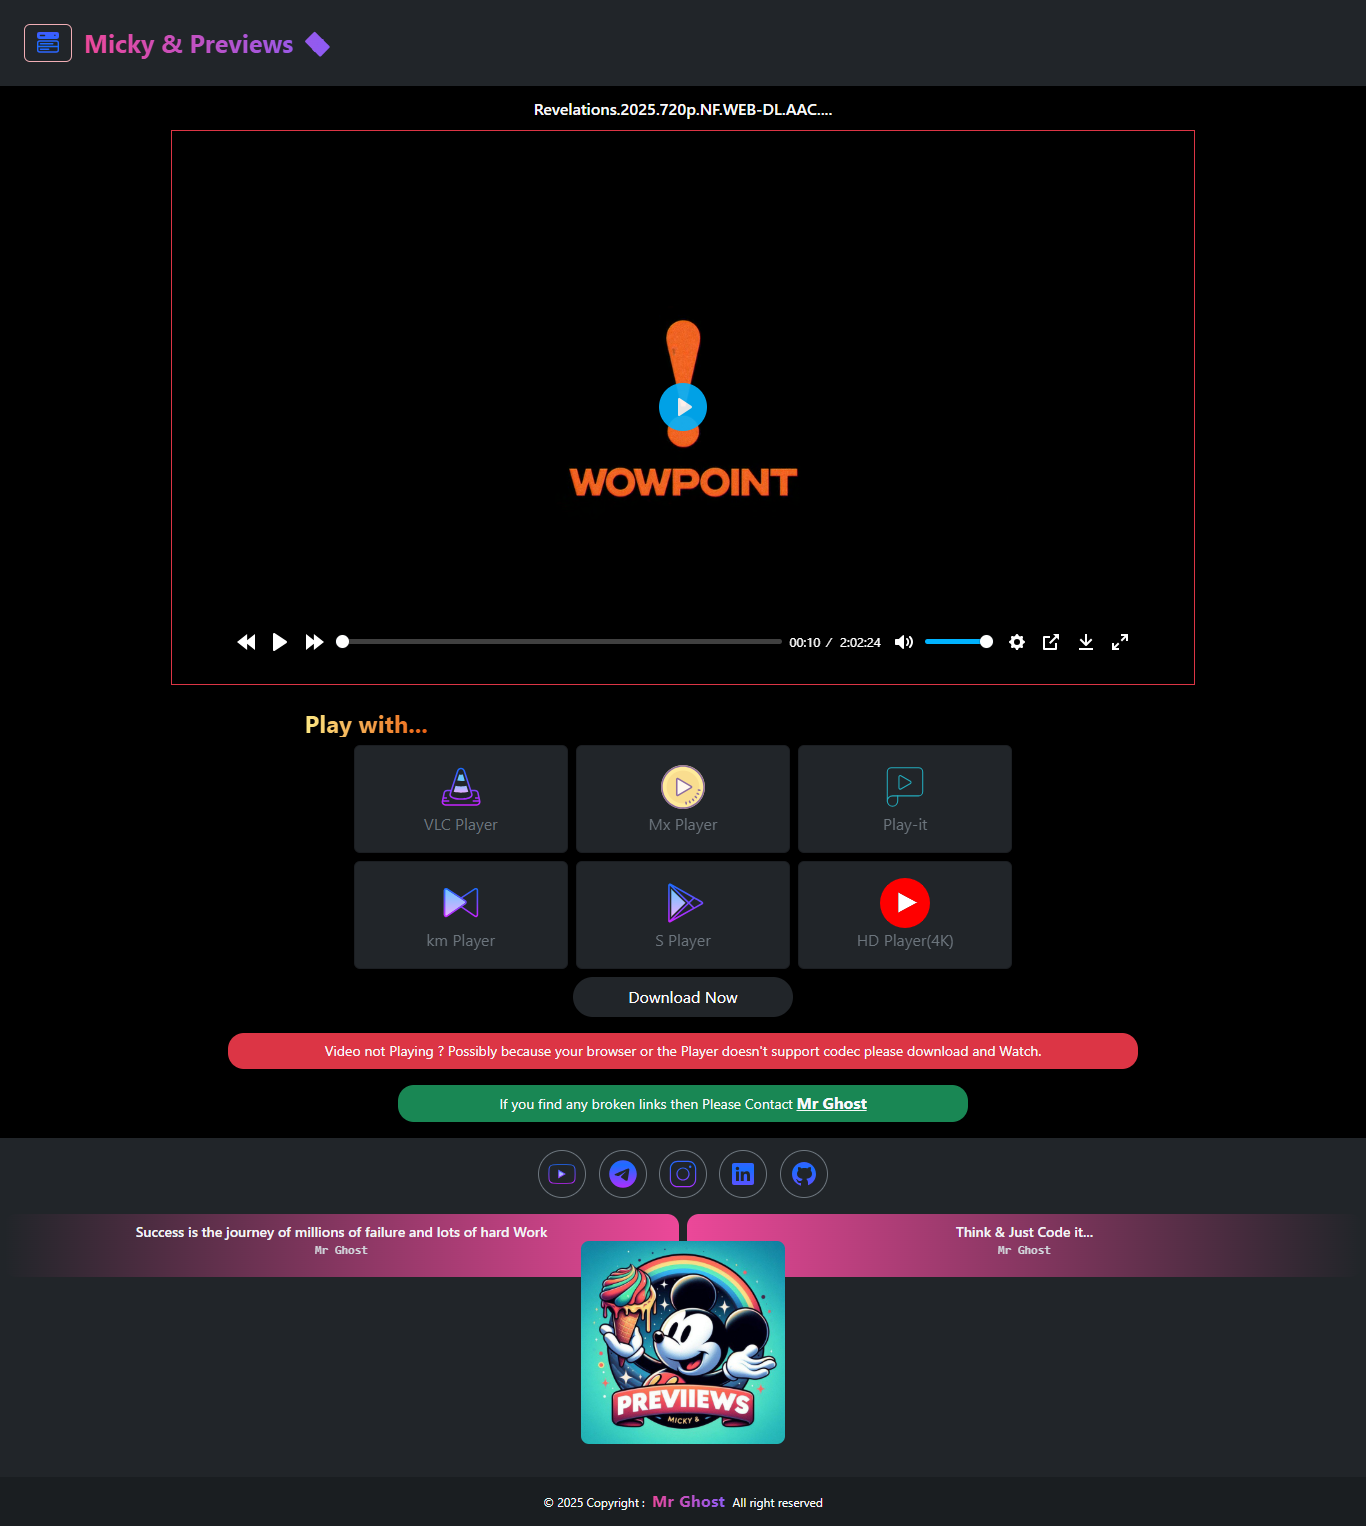 Micky & Previews
Revelations.2025.720p.NF.WEB-DL.AAC....
WOWPOINT
00:10 / 2:02:24
Play with...
VLC Player
Mx Player
Play-it
km Player
S Player
HD Player(4K)
Download Now
Video not Playing ? Possibly because your browser or the Player doesn't support codec please download and Watch.
If you find any broken links then Please Contact Mr Ghost
Success is the journey of millions of failure and lots of hard Work
Mr Ghost
Think & Just Code it...
Mr Ghost
PREVIIEWS
MICKY &
© 2025 Copyright : Mr Ghost All right reserved